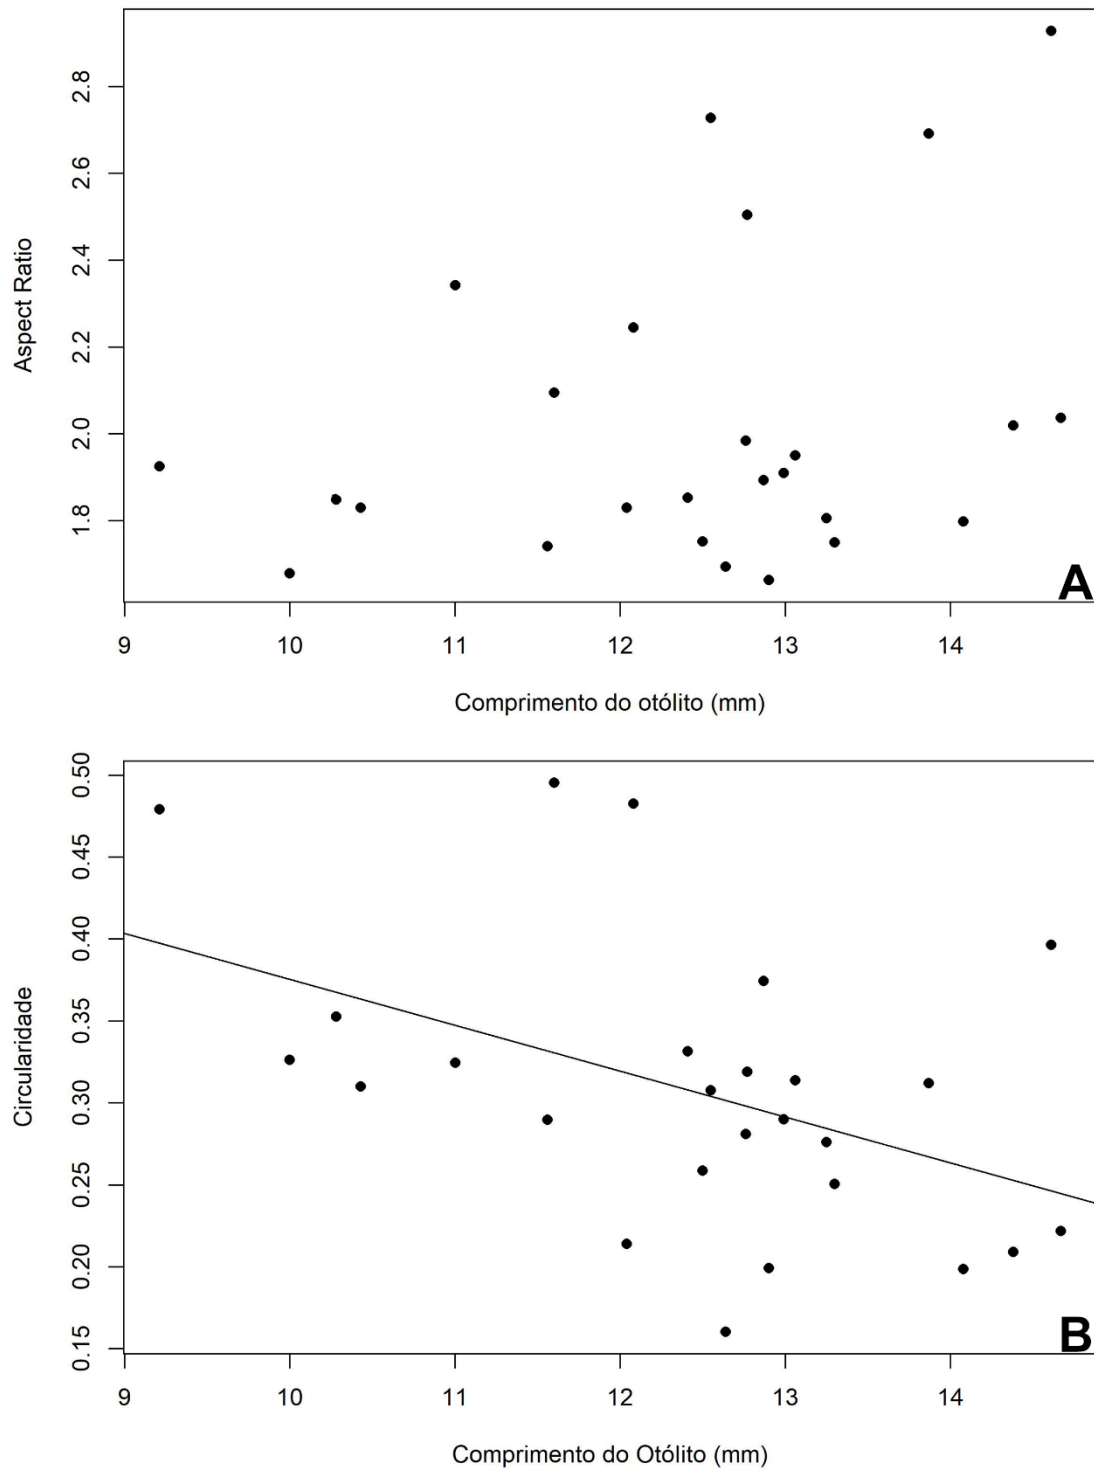 2.8
2.6
2.4
2.2
2.0
1.8
Aspect Ratio
A
9 10 11 12 13 14
Comprimento do otólito (mm)
0.50
0.45
0.40
0.35
0.30
0.25
0.20
0.15
Circularidade
B
9 10 11 12 13 14
Comprimento do Otólito (mm)